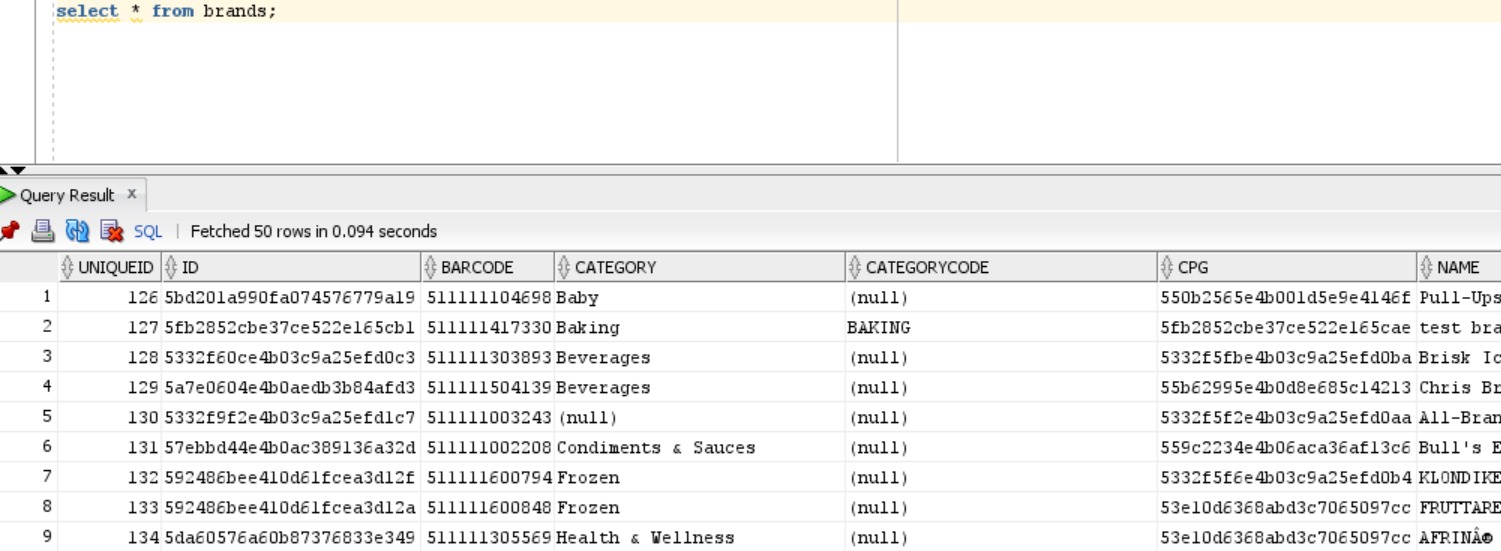 select * from brands;
Query Result x
SQL | Fetched 50 rows in 0.094 seconds
UNIQUEID ID BARCODE CATEGORY CATEGORYCODE CPG NAME
1 126 5bd201a990fa074576779a19 511111104698 Baby (null) 550b2565e4b001d5e9e4146f Pull-Ups
2 127 5fb2852cbe37ce522e165cb1 511111417330 Baking BAKING 5fb2852cbe37ce522e165cae test bra
3 128 5332f60ce4b03c9a25efd0c3 511111303893 Beverages (null) 5332f5fbe4b03c9a25efd0ba Brisk Ic
4 129 5a7e0604e4b0aedb3b84afd3 511111504139 Beverages (null) 55b62995e4b0d8e685c14213 Chris Br
5 130 5332f9f2e4b03c9a25efd1c7 511111003243 (null) (null) 5332f5f2e4b03c9a25efd0aa All-Bran
6 131 57ebbd44e4b0ac389136a32d 511111002208 Condiments & Sauces (null) 559c2234e4b06aca36af13c6 Bull's E
7 132 592486bee410d61fcea3d12f 511111600794 Frozen (null) 5332f5f6e4b03c9a25efd0b4 KLONDIKE
8 133 592486bee410d61fcea3d12a 511111600848 Frozen (null) 53e10d6368abd3c7065097cc FRUTTARE
9 134 5da60576a60b87376833e349 511111305569 Health & Wellness (null) 53e10d6368abd3c7065097cc AFRINÂ®